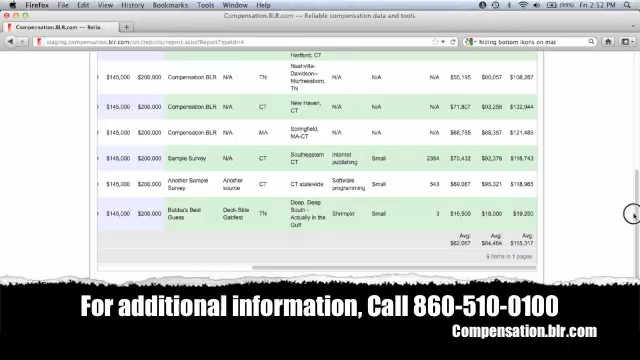 Firefox File Edit View History Bookmarks Tools Window Help
(99%) Fri 2:52 PM
Compensation.BLR.com — Reliable compensation data and tools
Compensation.BLR.com - Relia...
staging.compensation.blr.com/circ/reports/report.aspx?ReportTypeId=4
hiding bottom ikons on mac
Hartford, CT
$145,000 $200,000 Compensation.BLR N/A TN Nashville-Davidson--Murfreesboro, TN N/A N/A N/A $55,195 $80,057 $108,287
$145,000 $200,000 Compensation.BLR N/A CT New Haven, CT N/A N/A N/A $71,807 $93,258 $132,944
$145,000 $200,000 Compensation.BLR N/A MA Springfield, MA-CT N/A N/A N/A $88,357 $121,489
$145,000 $200,000 Sample Survey N/A CT Southeastern CT Internet publishing Small 2354 $70,432 $92,376 $116,743
$145,000 $200,000 Another Sample Survey Another source CT CT statewide Software programming Small 543 $69,087 $95,321 $118,965
$145,000 $200,000 Bubba's Best Guess Deck-Side Gabfest TN Deep, Deep South - Actually in the Gulf Shrimpin' Small 3 $16,500 $18,000 $19,250
Avg: Avg: Avg:
$62,067 $84,464 $115,317
9 items in 1 pages
For additional information, Call 860-510-0100
Compensation.blr.com